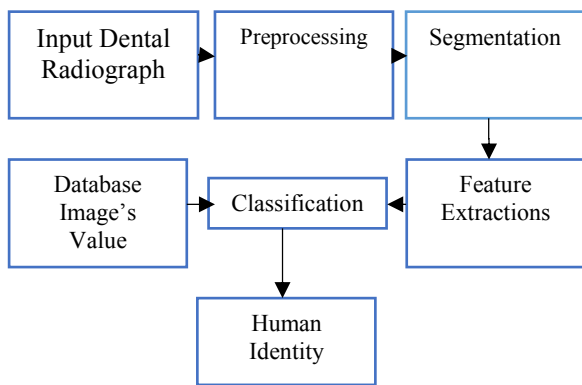 Input Dental
Radiograph
Preprocessing
Segmentation
Database
Image's
Value
Classification
Feature
Extractions
Human
Identity